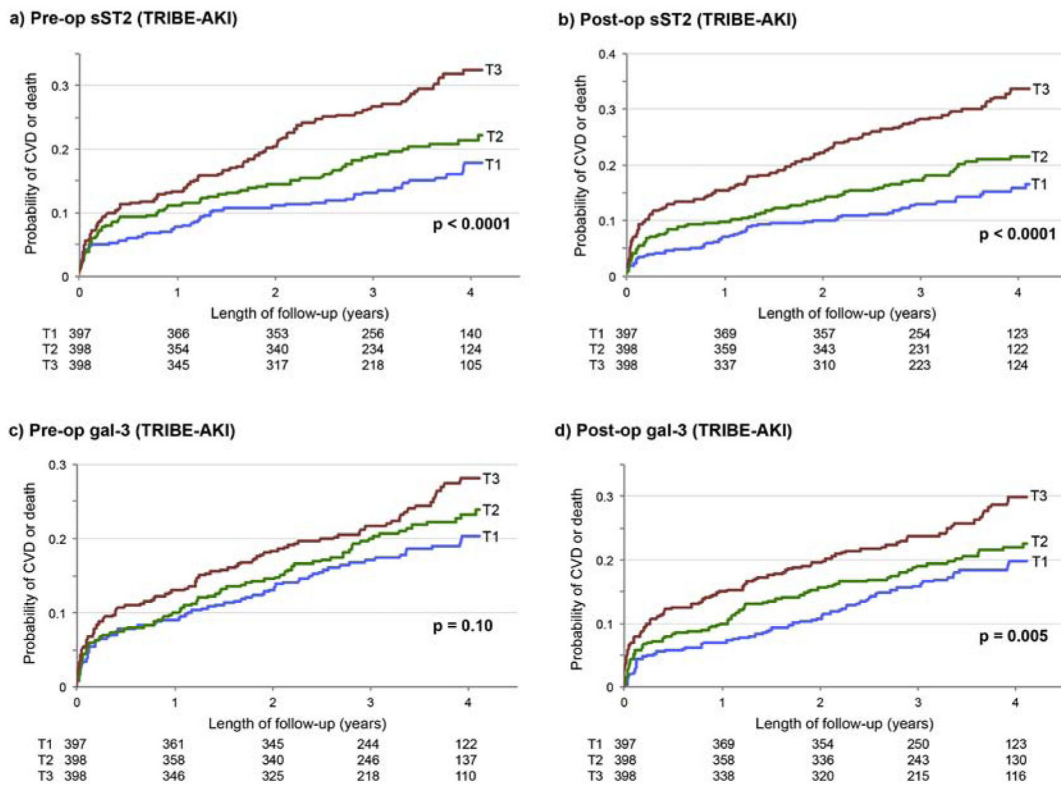 a) Pre-op sST2 (TRIBE-AKI)
Probability of CVD or death
0.3
0.2
0.1
0
T3
T2
T1
p < 0.0001
0 1 2 3 4
Length of follow-up (years)
T1 397 366 353 256 140
T2 398 354 340 234 124
T3 398 345 317 218 105
b) Post-op sST2 (TRIBE-AKI)
Probability of CVD or death
0.4
0.3
0.2
0.1
0
T3
T2
T1
p < 0.0001
0 1 2 3 4
Length of follow-up (years)
T1 397 369 357 254 123
T2 398 359 343 231 122
T3 398 337 310 223 124
c) Pre-op gal-3 (TRIBE-AKI)
Probability of CVD or death
0.3
0.2
0.1
0
T3
T2
T1
p = 0.10
0 1 2 3 4
Length of follow-up (years)
T1 397 361 345 244 122
T2 398 358 340 246 137
T3 398 346 325 218 110
d) Post-op gal-3 (TRIBE-AKI)
Probability of CVD or death
0.3
0.2
0.1
0
T3
T2
T1
p = 0.005
0 1 2 3 4
Length of follow-up (years)
T1 397 369 354 250 123
T2 398 358 336 243 130
T3 398 338 320 215 116